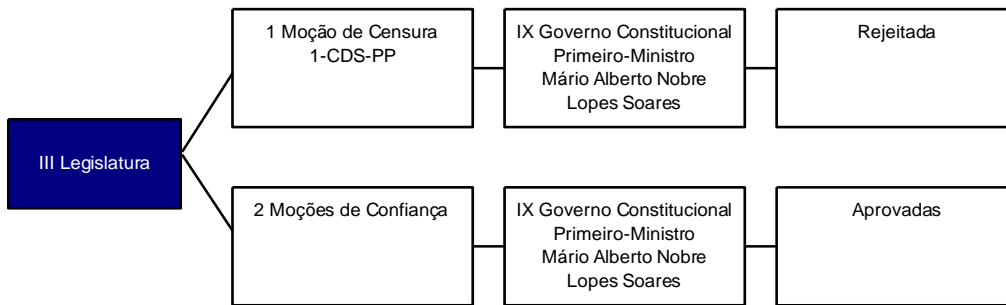 III Legislatura
1 Moção de Censura
1-CDS-PP
IX Governo Constitucional
Primeiro-Ministro
Mário Alberto Nobre
Lopes Soares
Rejeitada
2 Moções de Confiança
IX Governo Constitucional
Primeiro-Ministro
Mário Alberto Nobre
Lopes Soares
Aprovadas